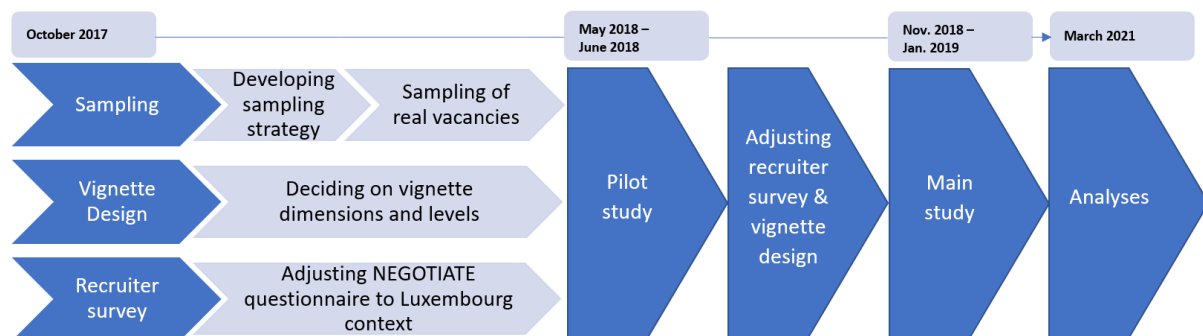 October 2017
May 2018 –
June 2018
Nov. 2018 –
Jan. 2019
March 2021
Sampling
Developing
sampling
strategy
Sampling of
real vacancies
Vignette
Design
Deciding on vignette
dimensions and levels
Recruiter
survey
Adjusting NEGOTIATE
questionnaire to Luxembourg
context
Pilot
study
Adjusting
recruiter
survey &
vignette
design
Main
study
Analyses